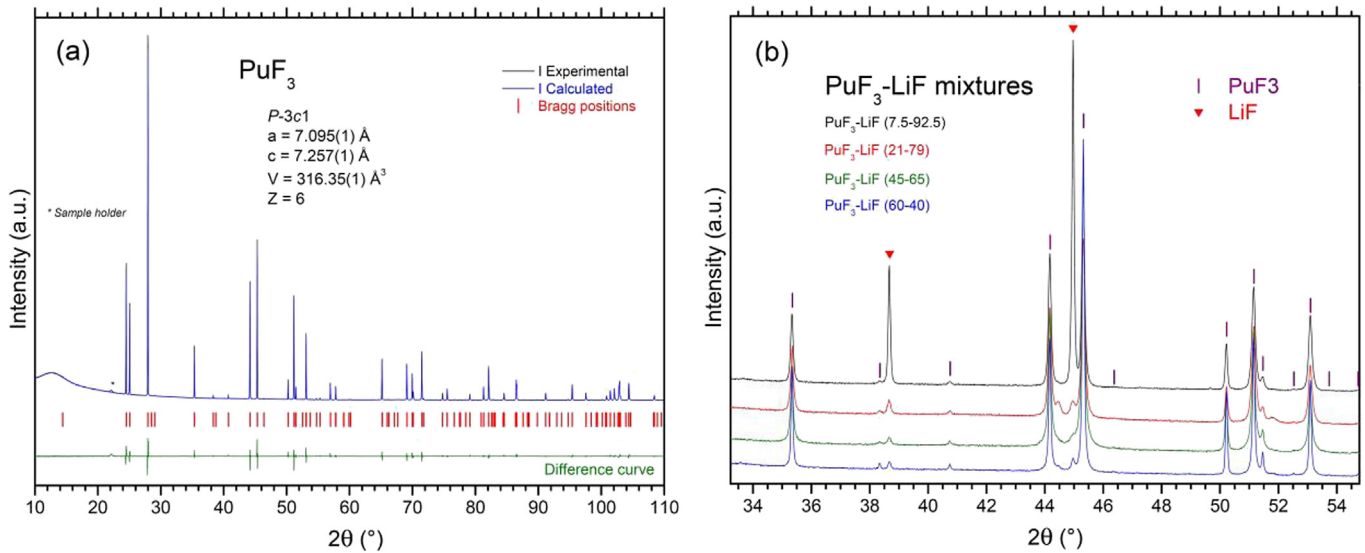 (a)
PuF₃
I Experimental
I Calculated
Bragg positions
P-3c1
a = 7.095(1) Å
c = 7.257(1) Å
V = 316.35(1) Å³
Z = 6
* Sample holder
*
Difference curve
Intensity (a.u.)
10 20 30 40 50 60 70 80 90 100 110
2θ (°)
(b)
PuF₃-LiF mixtures
PuF₃-LiF (7.5-92.5)
PuF₃-LiF (21-79)
PuF₃-LiF (45-65)
PuF₃-LiF (60-40)
PuF3
LiF
Intensity (a.u.)
34 36 38 40 42 44 46 48 50 52 54
2θ (°)